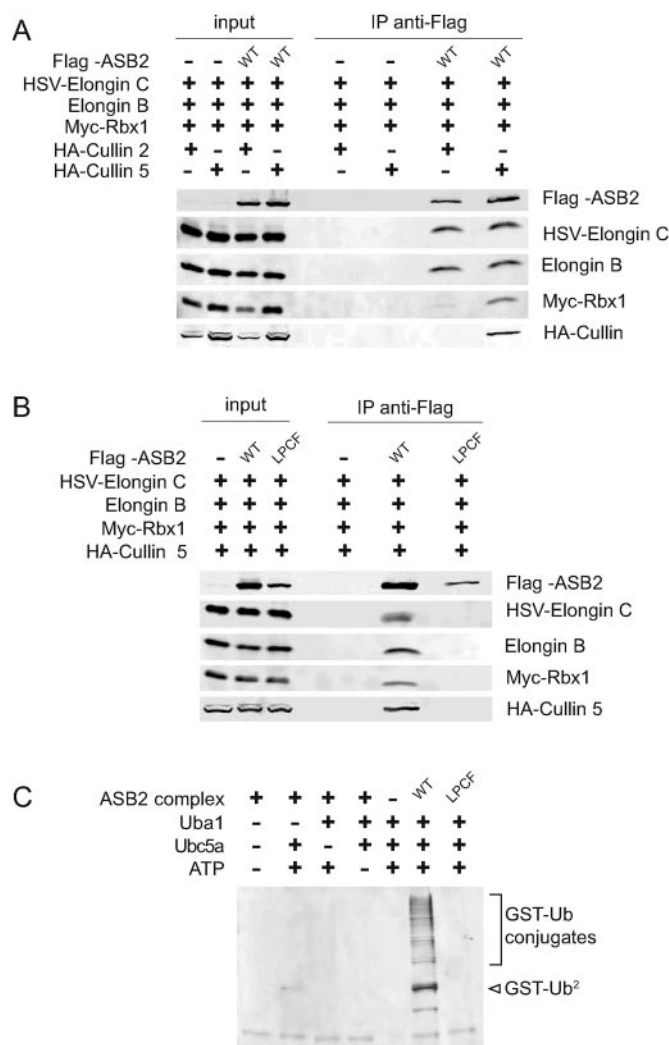 A
input IP anti-Flag
Flag -ASB2 - - WT WT - - WT WT
HSV-Elongin C + + + + + + + +
Elongin B + + + + + + + +
Myc-Rbx1 + + + + + + + +
HA-Cullin 2 + - + - + - + -
HA-Cullin 5 - + - + - + - +
Flag -ASB2
HSV-Elongin C
Elongin B
Myc-Rbx1
HA-Cullin
B
input IP anti-Flag
Flag -ASB2 - WT LPCF - WT LPCF
HSV-Elongin C + + + + + +
Elongin B + + + + + +
Myc-Rbx1 + + + + + +
HA-Cullin 5 + + + + + +
Flag -ASB2
HSV-Elongin C
Elongin B
Myc-Rbx1
HA-Cullin 5
C
ASB2 complex + + + + - WT LPCF
Uba1 - - + + + + +
Ubc5a - + - + + + +
ATP - + + - + + +
GST-Ub
conjugates
GST-Ub²